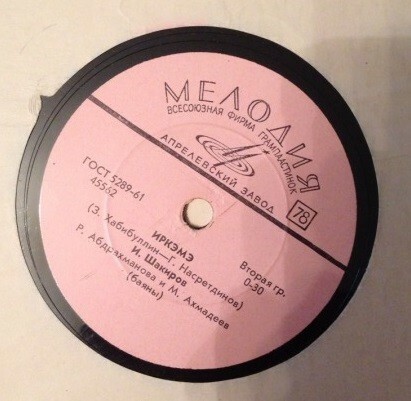 МЕЛОДИЯ
ВСЕСОЮЗНАЯ ФИРМА ГРАМПЛАСТИНОК
АПРЕЛЕВСКИЙ ЗАВОД
78
ГОСТ 5289-61
45562
Вторая гр.
0-30
ИРКЭМЭ
(З. Хабибуллин—Г. Насретдинов)
И. Шакиров
Р. Абдрахманова и М. Ахмадеев
(баяны)